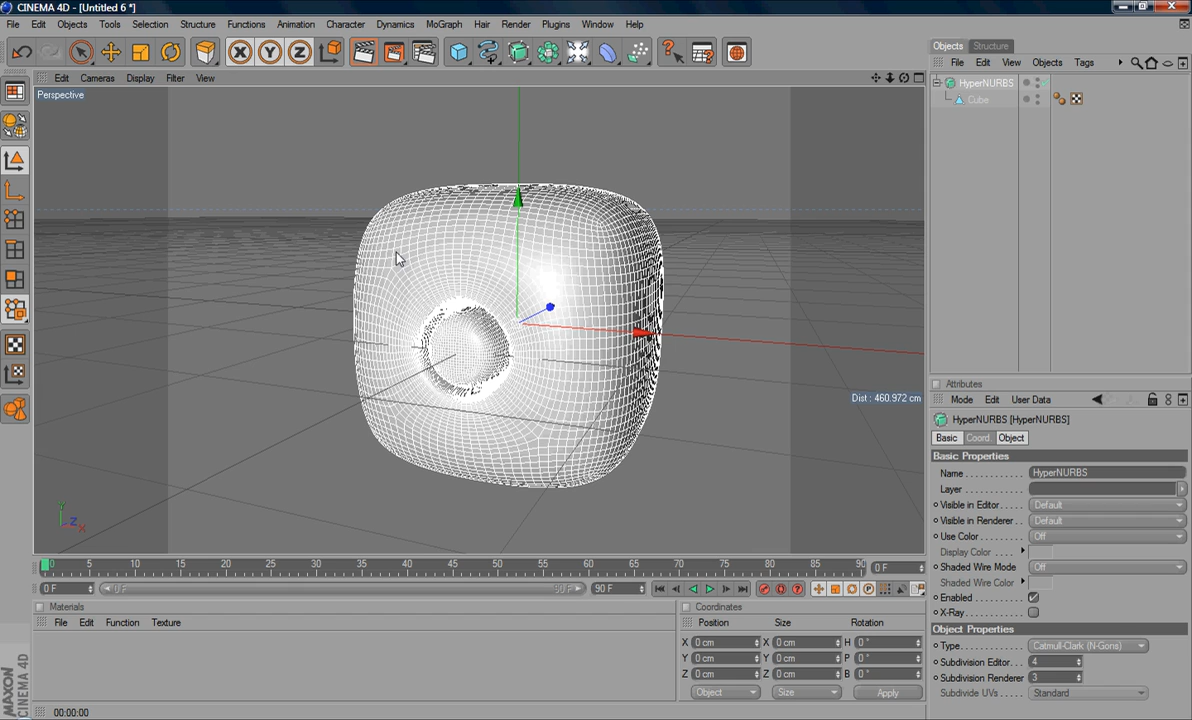 CINEMA 4D - [Untitled 6 *]
File Edit Objects Tools Selection Structure Functions Animation Character Dynamics MoGraph Hair Render Plugins Window Help
X Y Z
Edit Cameras Display Filter View
Perspective
Dist : 460.972 cm
Y
Z
X
0 5 10 15 20 25 30 35 40 45 50 55 60 65 70 75 80 85 90 0 F
0 F 0 F 90 F 90 F
Materials
File Edit Function Texture
Coordinates
Position Size Rotation
X 0 cm X 0 cm H 0 °
Y 0 cm Y 0 cm P 0 °
Z 0 cm Z 0 cm B 0 °
Object Size Apply
MAXON
CINEMA 4D
00:00:00
Objects Structure
File Edit View Objects Tags
HyperNURBS
Cube
Attributes
Mode Edit User Data
HyperNURBS [HyperNURBS]
Basic Coord. Object
Basic Properties
Name HyperNURBS
Layer
Visible in Editor Default
Visible in Renderer Default
Use Color Off
Display Color
Shaded Wire Mode Off
Shaded Wire Color
Enabled
X-Ray
Object Properties
Type Catmull-Clark (N-Gons)
Subdivision Editor 4
Subdivision Renderer 3
Subdivide UVs Standard